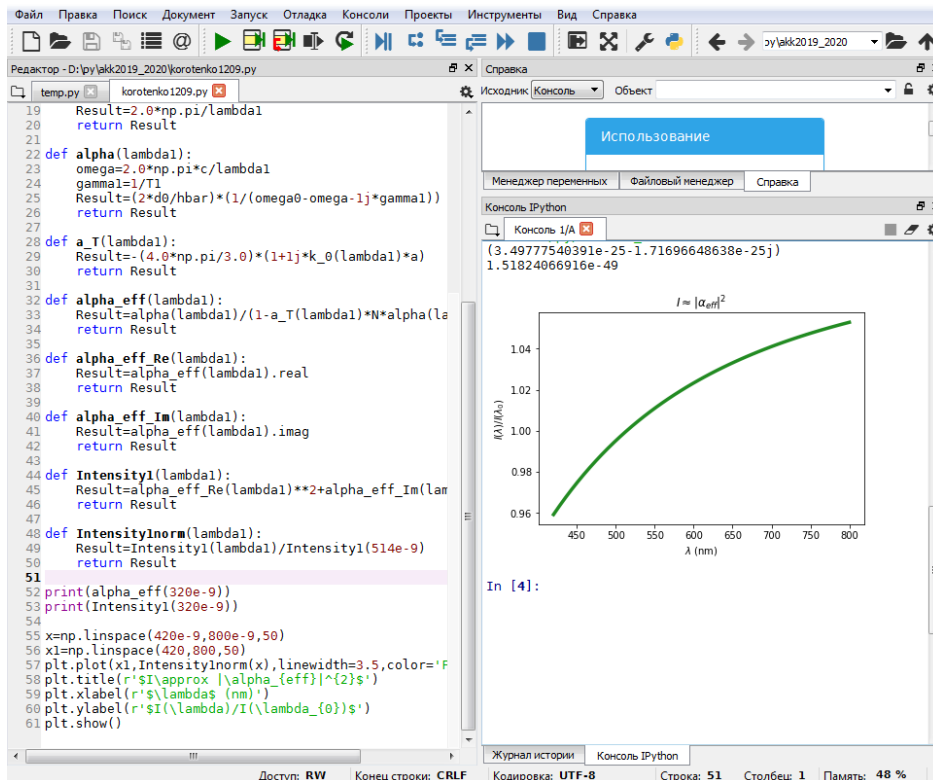 Файл Правка Поиск Документ Запуск Отладка Консоли Проекты Инструменты Вид Справка
py\akk2019_2020
Редактор - D:\py\akk2019_2020\korotenko1209.py
temp.py korotenko1209.py
19 Result=2.0*np.pi/lambda1
20 return Result
21
22 def alpha(lambda1):
23 omega=2.0*np.pi*c/lambda1
24 gamma1=1/T1
25 Result=(2*d0/hbar)*(1/(omega0-omega-1j*gamma1))
26 return Result
27
28 def a_T(lambda1):
29 Result=-(4.0*np.pi/3.0)*(1+1j*k_0(lambda1)*a)
30 return Result
31
32 def alpha_eff(lambda1):
33 Result=alpha(lambda1)/(1-a_T(lambda1)*N*alpha(la
34 return Result
35
36 def alpha_eff_Re(lambda1):
37 Result=alpha_eff(lambda1).real
38 return Result
39
40 def alpha_eff_Im(lambda1):
41 Result=alpha_eff(lambda1).imag
42 return Result
43
44 def Intensity1(lambda1):
45 Result=alpha_eff_Re(lambda1)**2+alpha_eff_Im(lam
46 return Result
47
48 def Intensity1norm(lambda1):
49 Result=Intensity1(lambda1)/Intensity1(514e-9)
50 return Result
51
52 print(alpha_eff(320e-9))
53 print(Intensity1(320e-9))
54
55 x=np.linspace(420e-9,800e-9,50)
56 x1=np.linspace(420,800,50)
57 plt.plot(x1,Intensity1norm(x),linewidth=3.5,color='F
58 plt.title(r'$I\approx |\alpha_{eff}|^{2}$')
59 plt.xlabel(r'$\lambda$ (nm)')
60 plt.ylabel(r'$I(\lambda)/I(\lambda_{0})$')
61 plt.show()
Справка
Исходник Консоль Объект
Использование
Менеджер переменных Файловый менеджер Справка
Консоль IPython
Консоль 1/A
(3.49777540391e-25-1.71696648638e-25j)
1.51824066916e-49
I ≈ |α_eff|²
1.04
1.02
1.00
0.98
0.96
I(λ)/I(λ₀)
450 500 550 600 650 700 750 800
λ (nm)
In [4]:
Журнал истории Консоль IPython
Доступ: RW Конец строки: CRLF Кодировка: UTF-8 Строка: 51 Столбец: 1 Память: 48 %